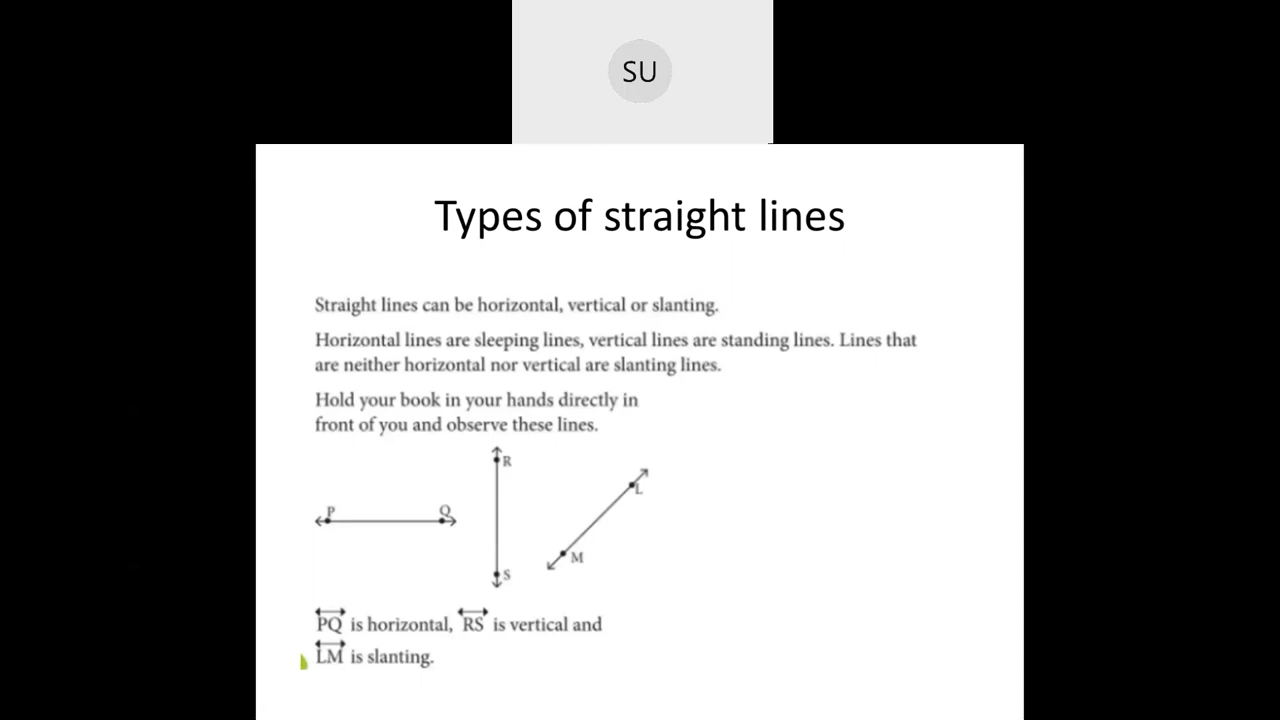 SU
Types of straight lines
Straight lines can be horizontal, vertical or slanting.
Horizontal lines are sleeping lines, vertical lines are standing lines. Lines that
are neither horizontal nor vertical are slanting lines.
Hold your book in your hands directly in
front of you and observe these lines.
P Q
R
S
L
M
PQ is horizontal, RS is vertical and
LM is slanting.